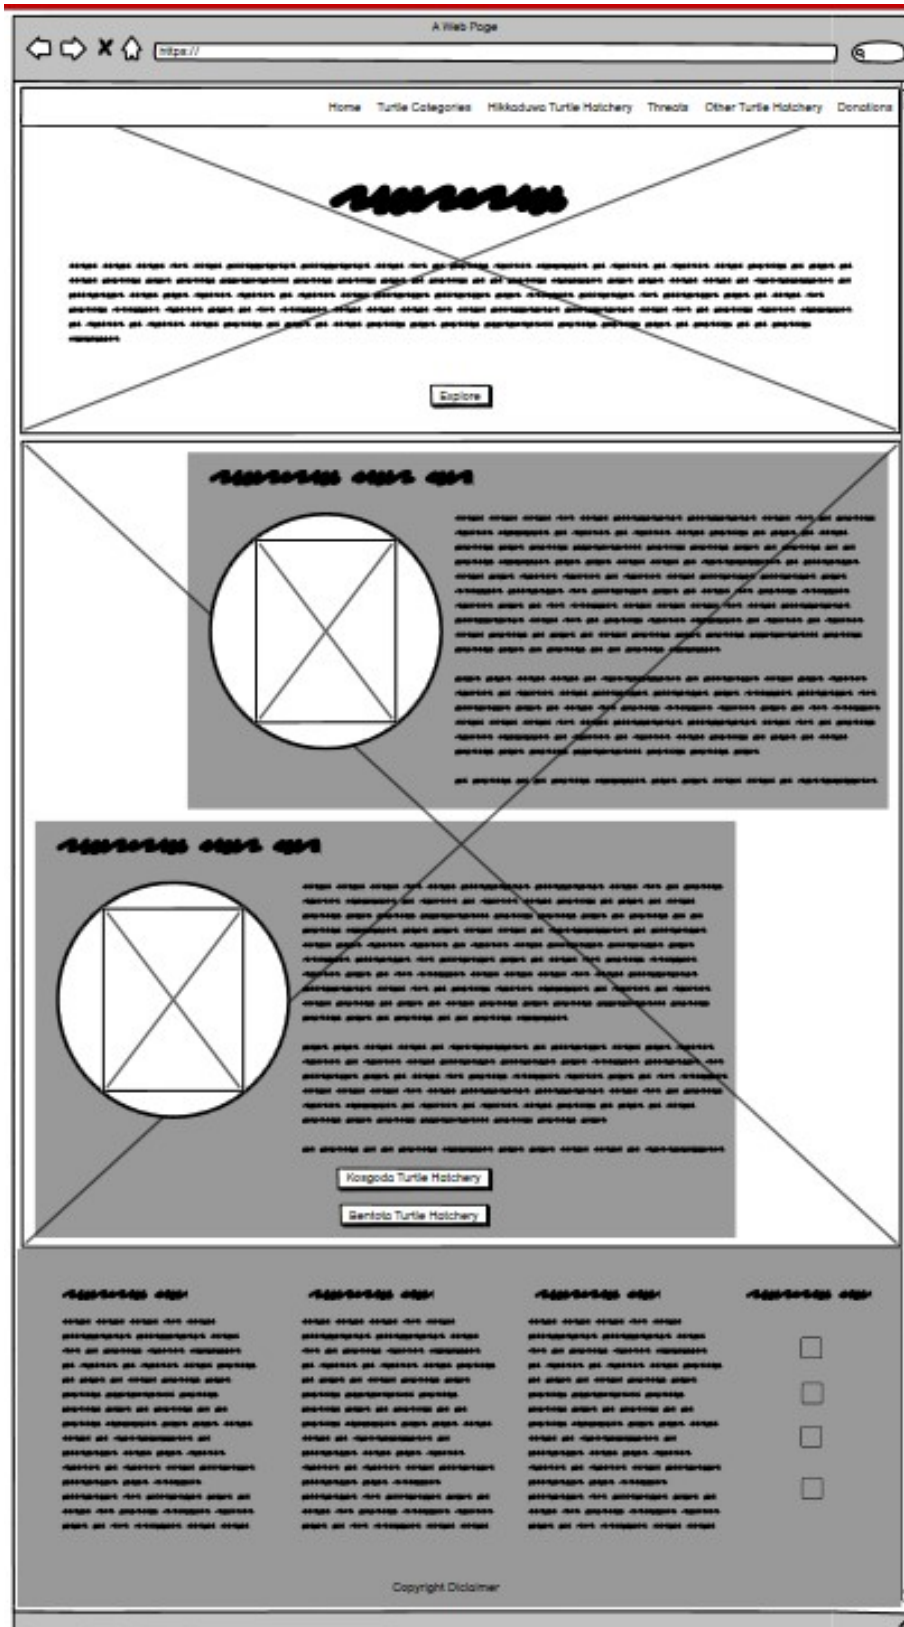 A Web Page
https://
Home Turtle Categories Hikkaduwa Turtle Hatchery Threats Other Turtle Hatchery Donations
Explore
Kosgoda Turtle Hatchery
Bentota Turtle Hatchery
Copyright Diclaimer